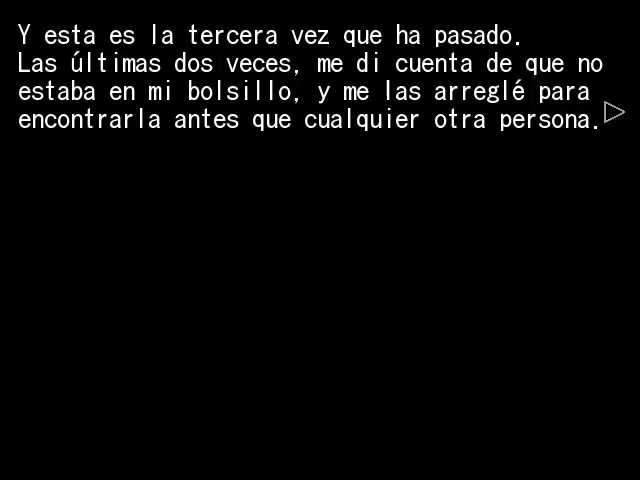 Y esta es la tercera vez que ha pasado.
Las últimas dos veces, me di cuenta de que no
estaba en mi bolsillo, y me las arreglé para
encontrarla antes que cualquier otra persona.